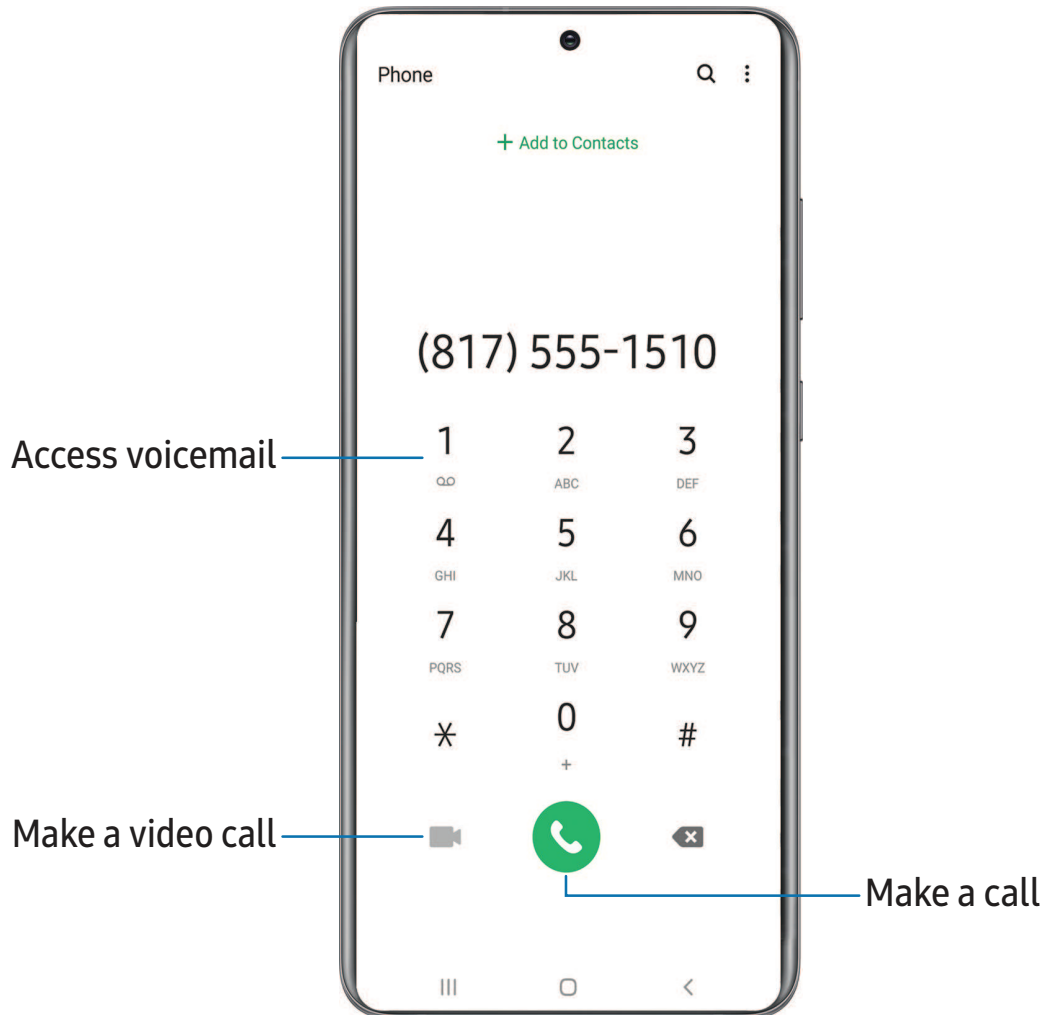 Phone
+ Add to Contacts
(817) 555-1510
Access voicemail
1 2 3
ABC DEF
4 5 6
GHI JKL MNO
7 8 9
PQRS TUV WXYZ
* 0 #
+
Make a video call
Make a call